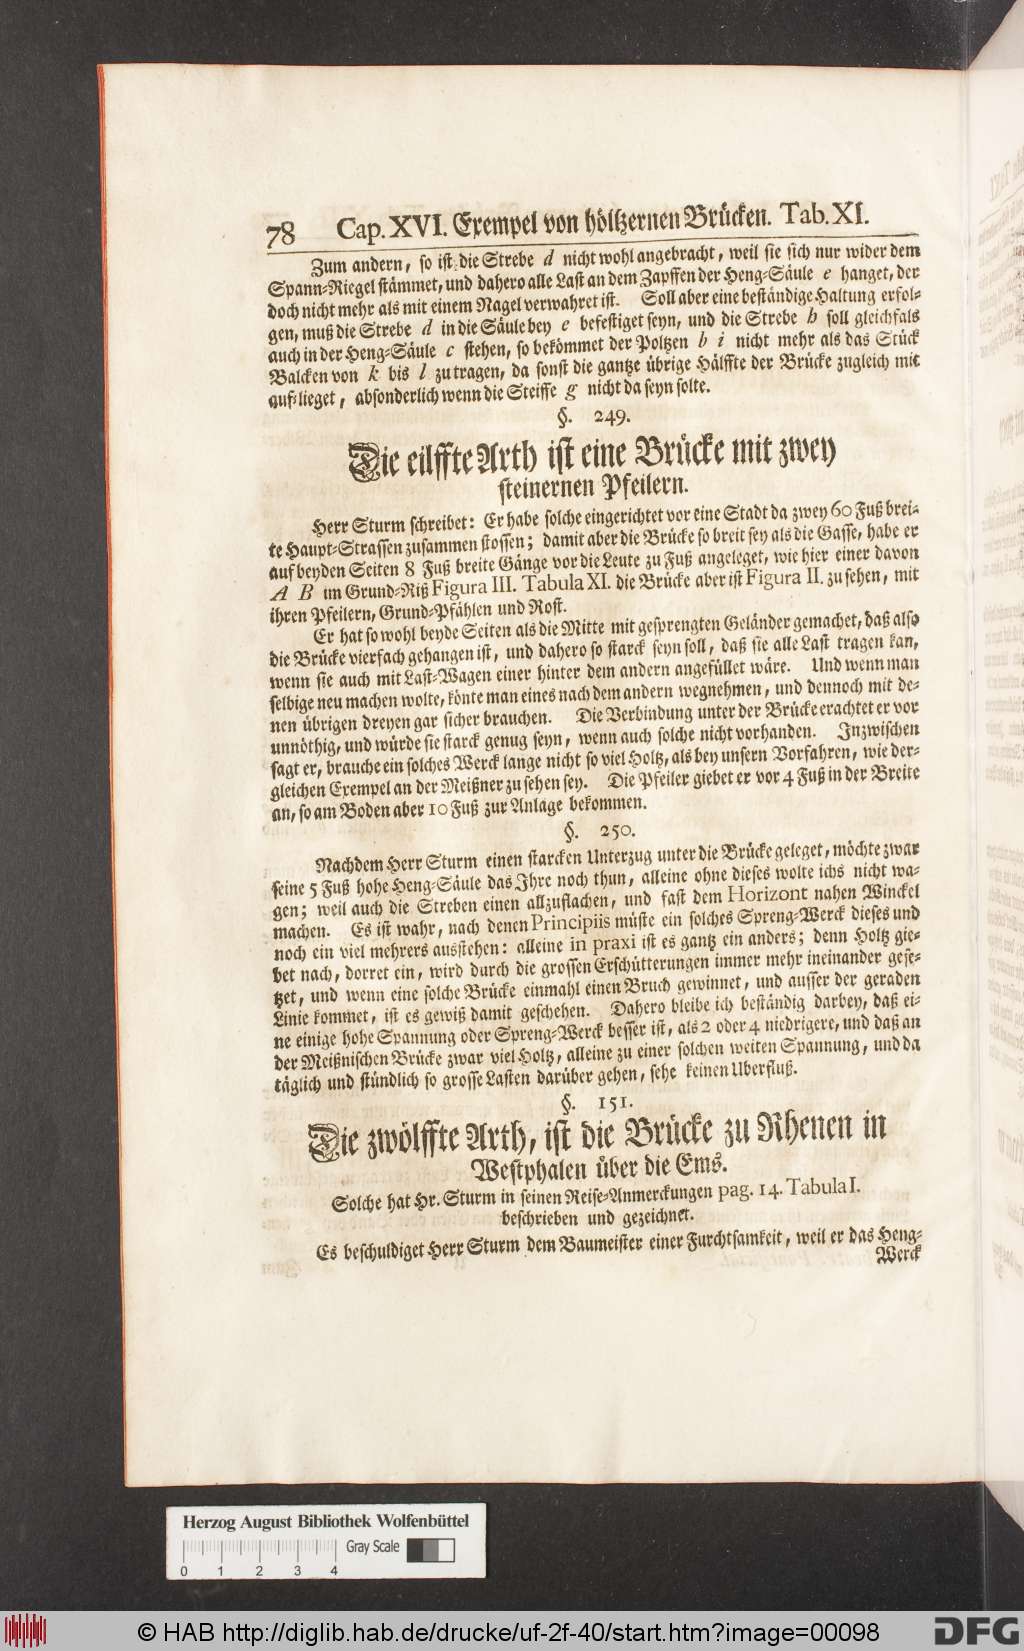 78 Cap. XVI. Exempel von höltzernen Brücken. Tab. XI.
Zum andern, so ist die Strebe d nicht wohl angebracht, weil sie sich nur wider dem
Spann-Riegel stämmet, und dahero alle Last an dem Zapffen der Heng-Säule e hanget, der
doch nicht mehr als mit einem Nagel verwahret ist. Soll aber eine beständige Haltung erfol-
gen, muß die Strebe d in die Säule bey e befestiget seyn, und die Strebe h soll gleichfals
auch in der Heng-Säule c stehen, so bekömmet der Poltzen b i nicht mehr als das Stück
Balcken von k bis l zu tragen, da sonst die gantze übrige Hälffte der Brücke zugleich mit
auf-lieget, absonderlich wenn die Steiffe g nicht da seyn solte.
§. 249.
Die eilffte Arth ist eine Brücke mit zwey
steinernen Pfeilern.
Herr Sturm schreibet: Er habe solche eingerichtet vor eine Stadt da zwey 60 Fuß brei-
te Haupt-Strassen zusammen stossen; damit aber die Brücke so breit sey als die Gasse, habe er
auf beyden Seiten 8 Fuß breite Gänge vor die Leute zu Fuß angeleget, wie hier einer davon
A B im Grund-Riß Figura III. Tabula XI. die Brücke aber ist Figura II. zu sehen, mit
ihren Pfeilern, Grund-Pfählen und Rost.
Er hat so wohl beyde Seiten als die Mitte mit gesprengten Geländer gemachet, daß also
die Brücke vierfach gehangen ist, und dahero so starck seyn soll, daß sie alle Last tragen kan,
wenn sie auch mit Last-Wagen einer hinter dem andern angefüllet wäre. Und wenn man
selbige neu machen wolte, könte man eines nach dem andern wegnehmen, und dennoch mit de-
nen übrigen dreyen gar sicher brauchen. Die Verbindung unter der Brücke erachtet er vor
unnöthig, und würde sie starck genug seyn, wenn auch solche nicht vorhanden. Inzwischen
sagt er, brauche ein solches Werck lange nicht so viel Holtz, als bey unsern Vorfahren, wie der-
gleichen Exempel an der Meißner zu sehen sey. Die Pfeiler giebet er vor 4 Fuß in der Breite
an, so am Boden aber 10 Fuß zur Anlage bekommen.
§. 250.
Nachdem Herr Sturm einen starcken Unterzug unter die Brücke geleget, möchte zwar
seine 5 Fuß hohe Heng-Säule das Ihre noch thun, alleine ohne dieses wolte ichs nicht wa-
gen; weil auch die Streben einen allzuflachen, und fast dem Horizont nahen Winckel
machen. Es ist wahr, nach denen Principiis müste ein solches Spreng-Werck dieses und
noch ein viel mehrers ausstehen: alleine in praxi ist es gantz ein anders; denn Holtz gie-
bet nach, dorret ein, wird durch die grossen Erschütterungen immer mehr ineinander gese-
tzet, und wenn eine solche Brücke einmahl einen Bruch gewinnet, und ausser der geraden
Linie kommet, ist es gewiß damit geschehen. Dahero bleibe ich beständig darbey, daß ei-
ne einige hohe Spannung oder Spreng-Werck besser ist, als 2 oder 4 niedrigere, und daß an
der Meißnischen Brücke zwar viel Holtz, alleine zu einer solchen weiten Spannung, und da
täglich und stündlich so grosse Lasten darüber gehen, sehe keinen Uberfluß.
§. 151.
Die zwölffte Arth, ist die Brücke zu Rhenen in
Westphalen über die Ems.
Solche hat Hr. Sturm in seinen Reise-Anmerckungen pag. 14. Tabula I.
beschrieben und gezeichnet.
Es beschuldiget Herr Sturm dem Baumeister einer Furchtsamkeit, weil er das Heng-
Werck
Herzog August Bibliothek Wolfenbüttel
Gray Scale
0 1 2 3 4
© HAB http://diglib.hab.de/drucke/uf-2f-40/start.htm?image=00098
DFG